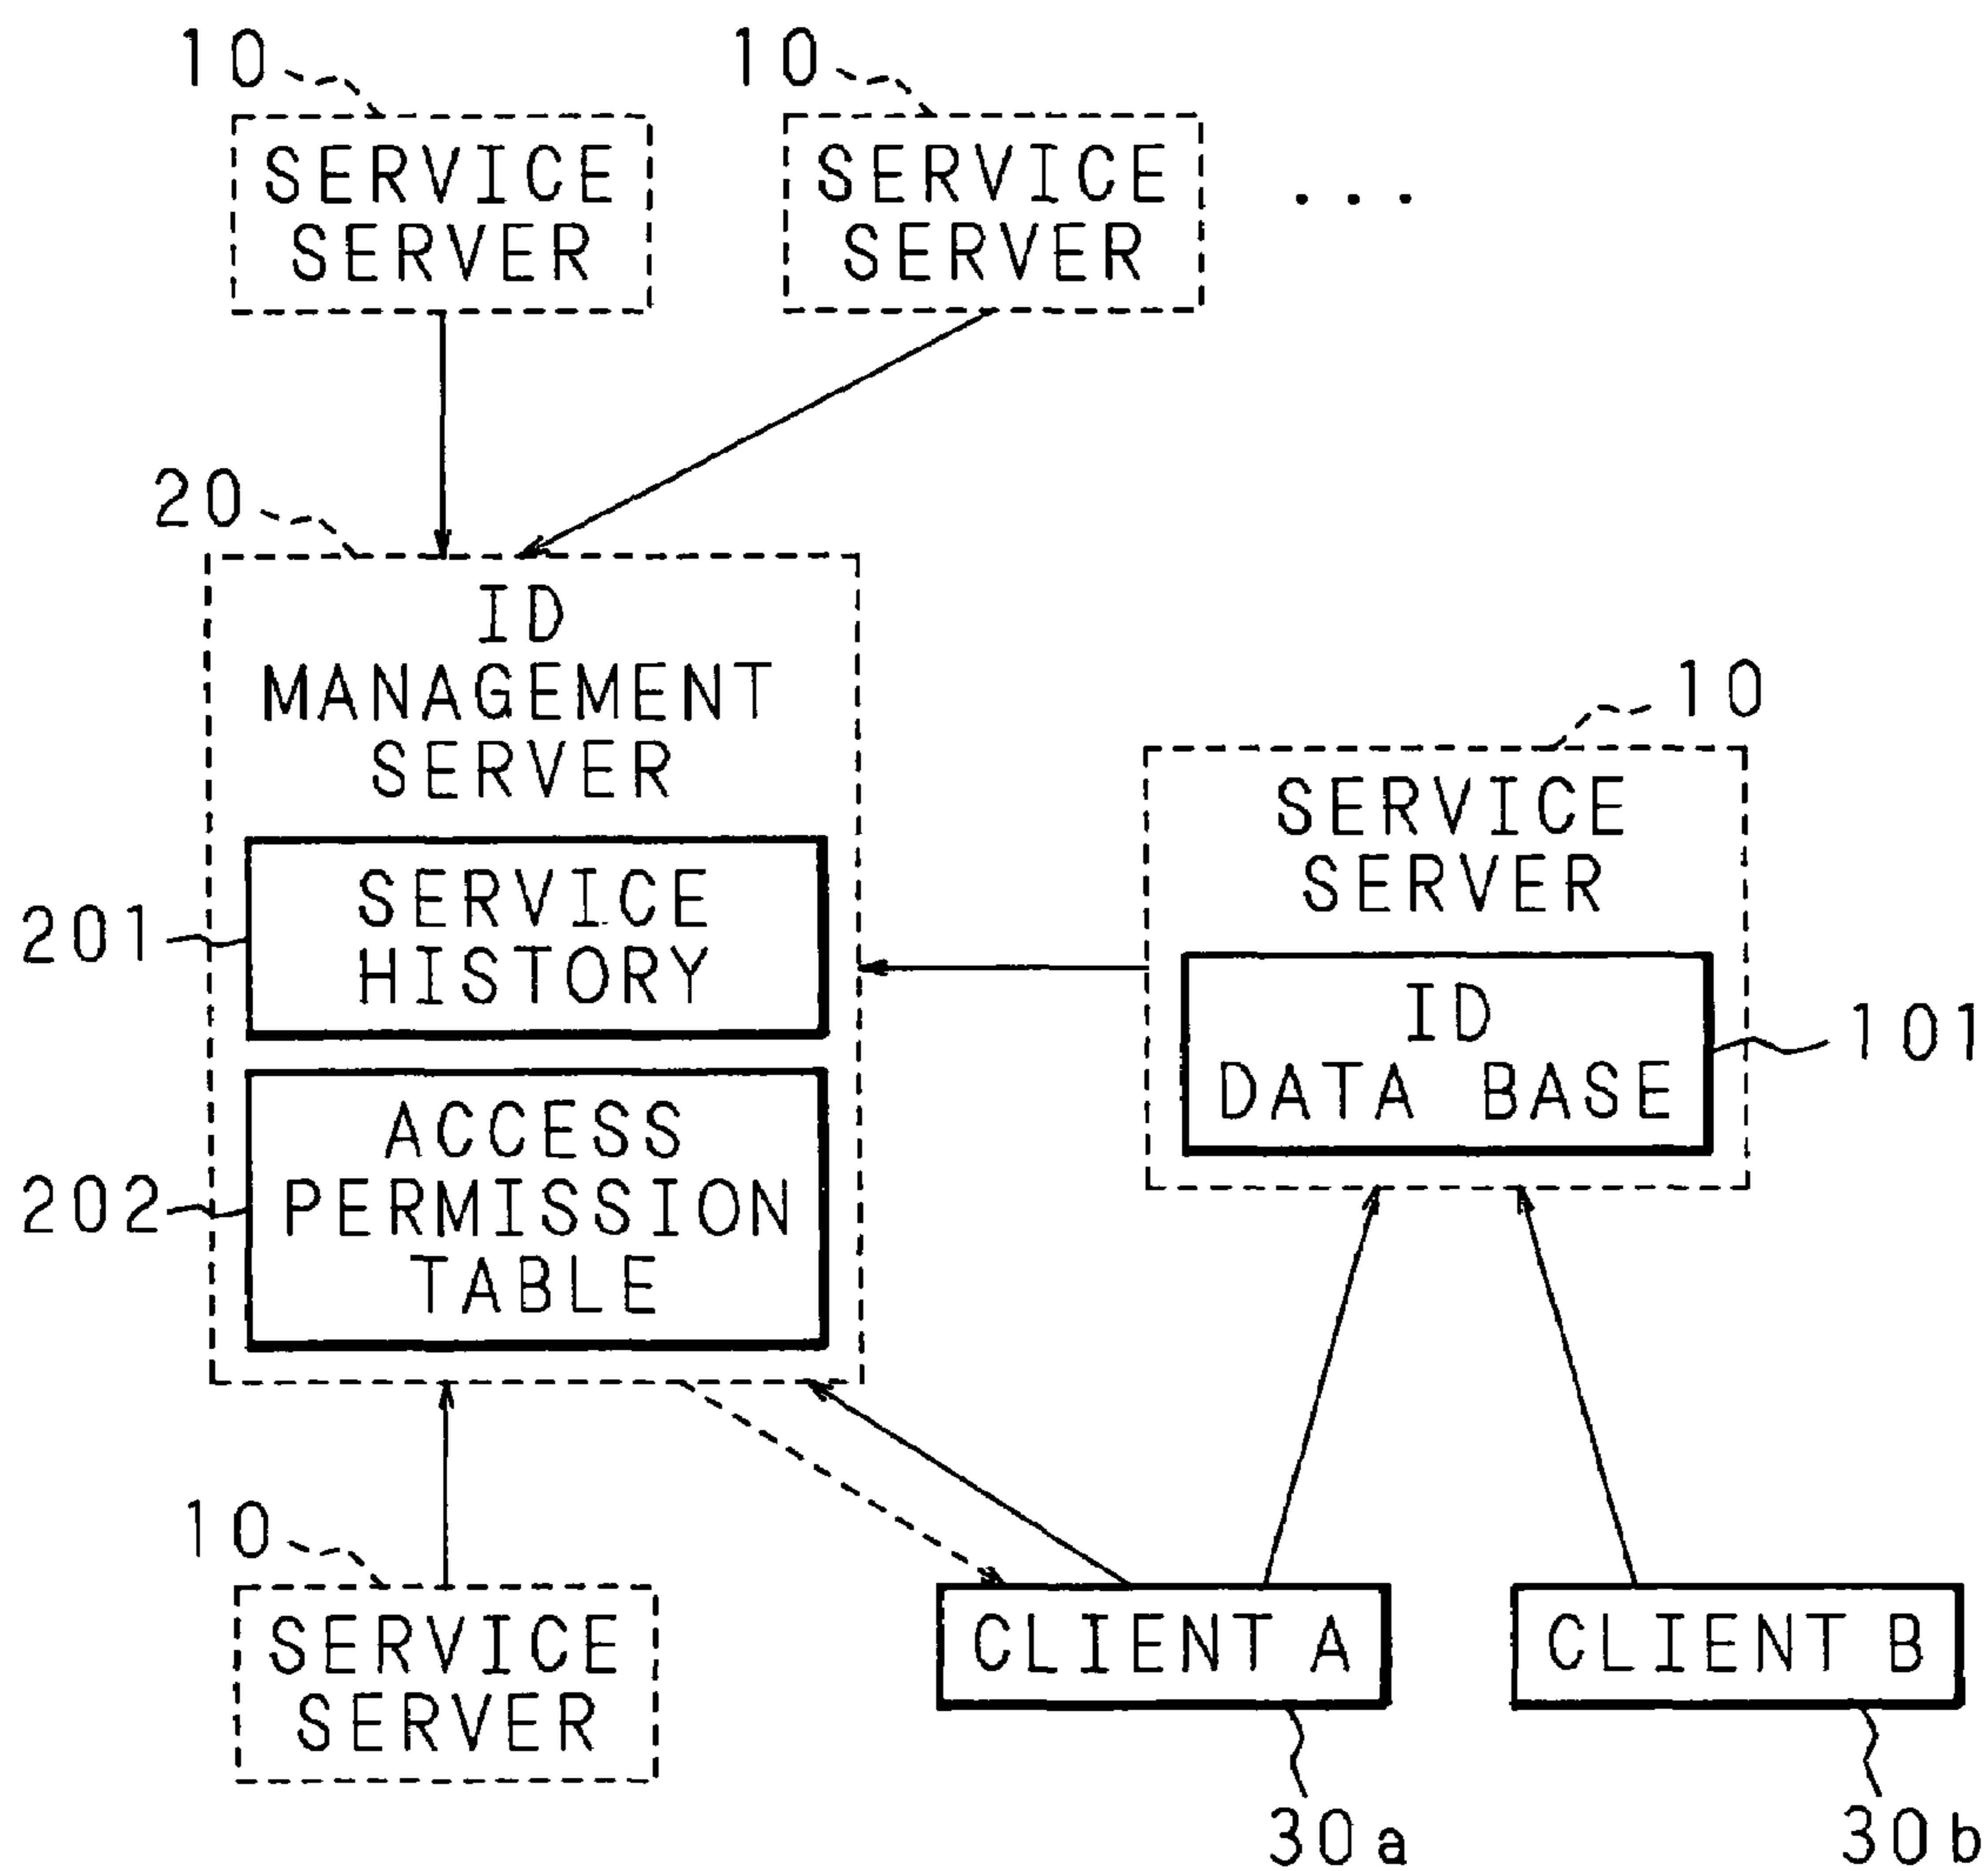 10
10
SERVICE
SERVER
SERVICE
SERVER
...
20
ID
MANAGEMENT
SERVER
10
SERVICE
SERVER
201
SERVICE
HISTORY
ID
DATA BASE
101
202
ACCESS
PERMISSION
TABLE
10
SERVICE
SERVER
CLIENT A
CLIENT B
30a
30b